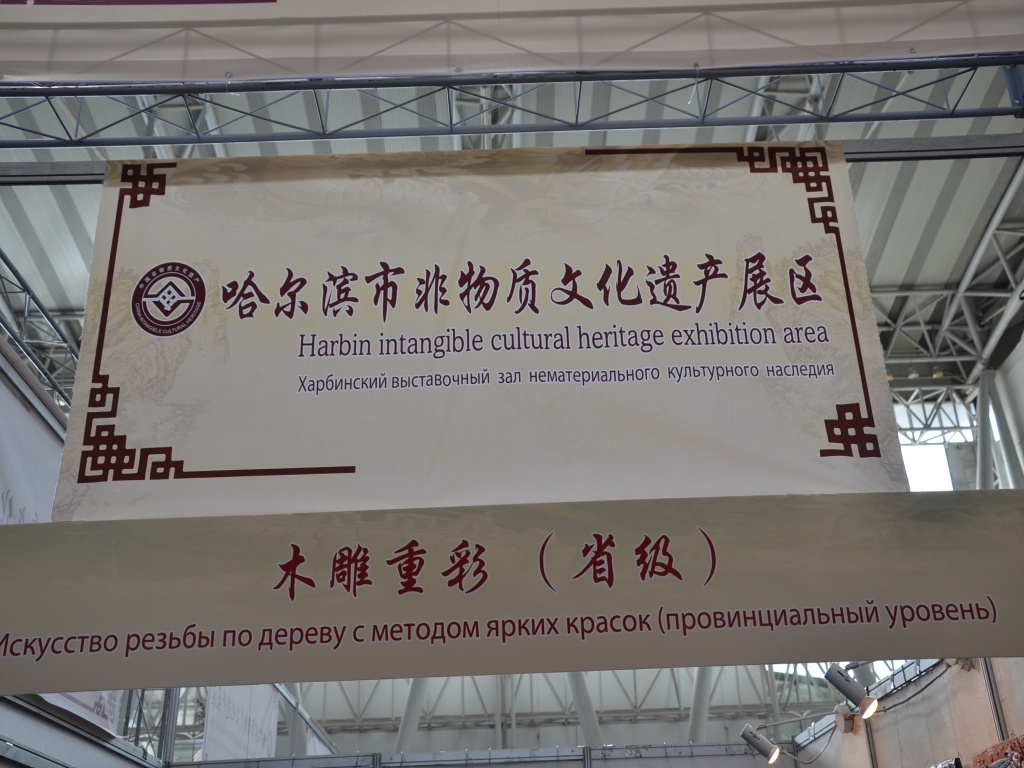 哈尔滨市非物质文化遗产展区
Harbin intangible cultural heritage exhibition area
Харбинский выставочный зал нематериального культурного наследия
木雕重彩（省级）
Искусство резьбы по дереву с методом ярких красок (провинциальный уровень)